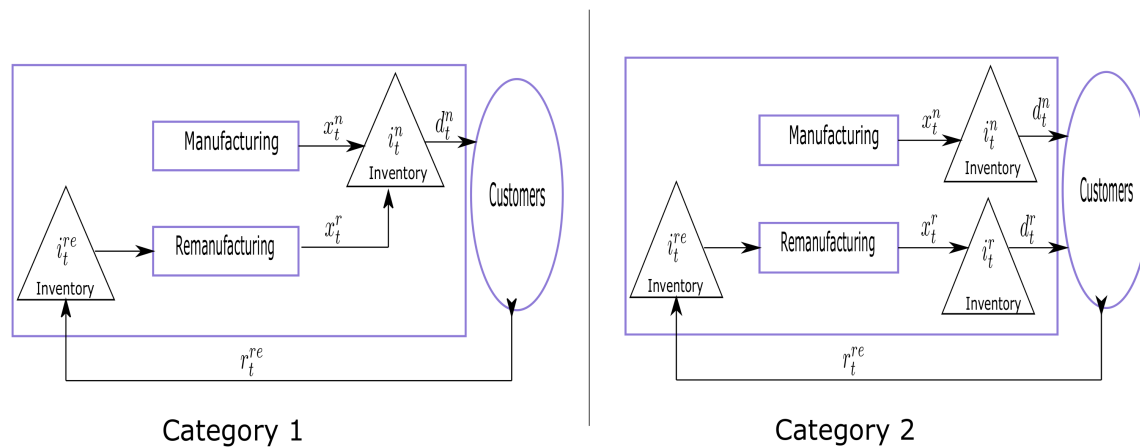 Manufacturing
x_t^n
i_t^n
Inventory
d_t^n
Customers
i_t^{re}
Inventory
Remanufacturing
x_t^r
r_t^{re}
Category 1
Manufacturing
x_t^n
i_t^n
Inventory
d_t^n
Customers
i_t^{re}
Inventory
Remanufacturing
x_t^r
i_t^r
Inventory
d_t^r
r_t^{re}
Category 2